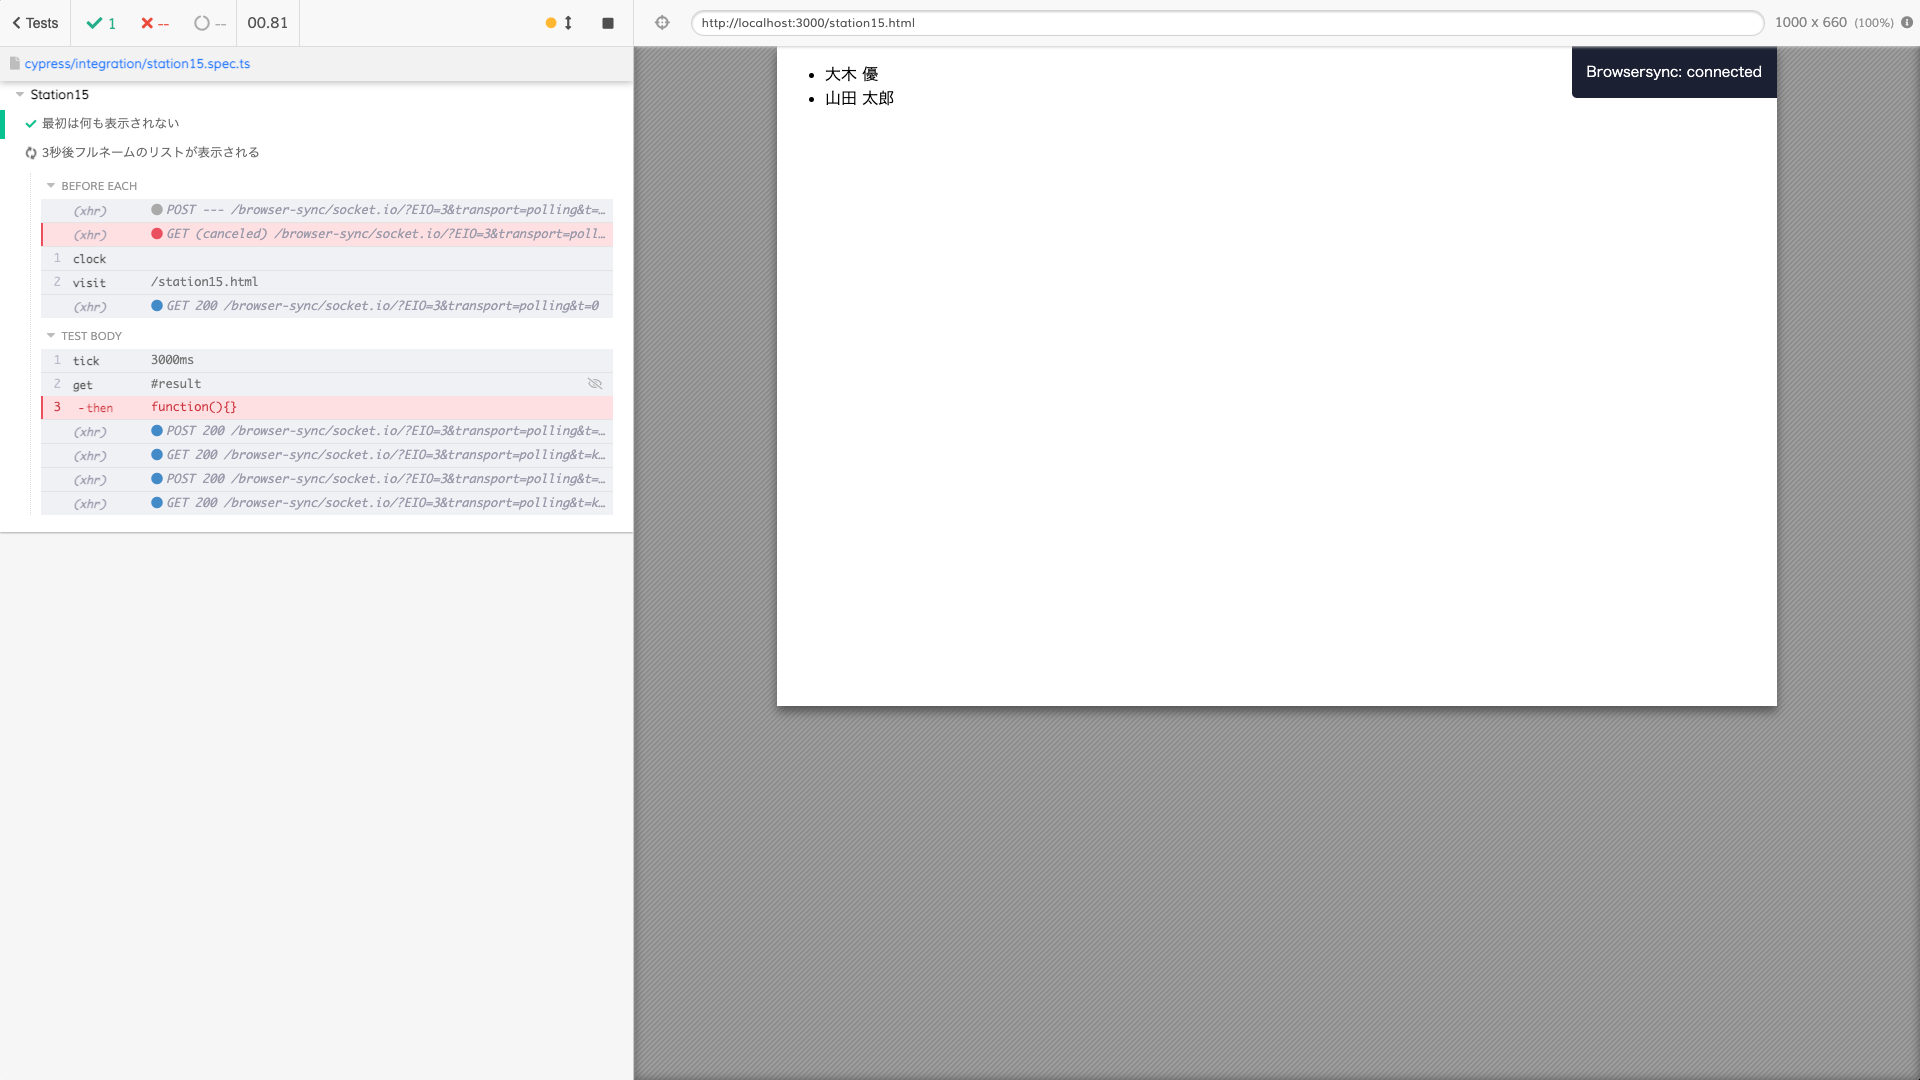 Tests
1
--
--
00.81
cypress/integration/station15.spec.ts
Station15
最初は何も表示されない
3秒後フルネームのリストが表示される
BEFORE EACH
(xhr) POST --- /browser-sync/socket.io/?EIO=3&transport=polling&t=…
(xhr) GET (canceled) /browser-sync/socket.io/?EIO=3&transport=poll…
1 clock
2 visit /station15.html
(xhr) GET 200 /browser-sync/socket.io/?EIO=3&transport=polling&t=0
TEST BODY
1 tick 3000ms
2 get #result
3 -then function(){}
(xhr) POST 200 /browser-sync/socket.io/?EIO=3&transport=polling&t=…
(xhr) GET 200 /browser-sync/socket.io/?EIO=3&transport=polling&t=k…
(xhr) POST 200 /browser-sync/socket.io/?EIO=3&transport=polling&t=…
(xhr) GET 200 /browser-sync/socket.io/?EIO=3&transport=polling&t=k…
http://localhost:3000/station15.html
1000 x 660 (100%)
大木 優
山田 太郎
Browsersync: connected